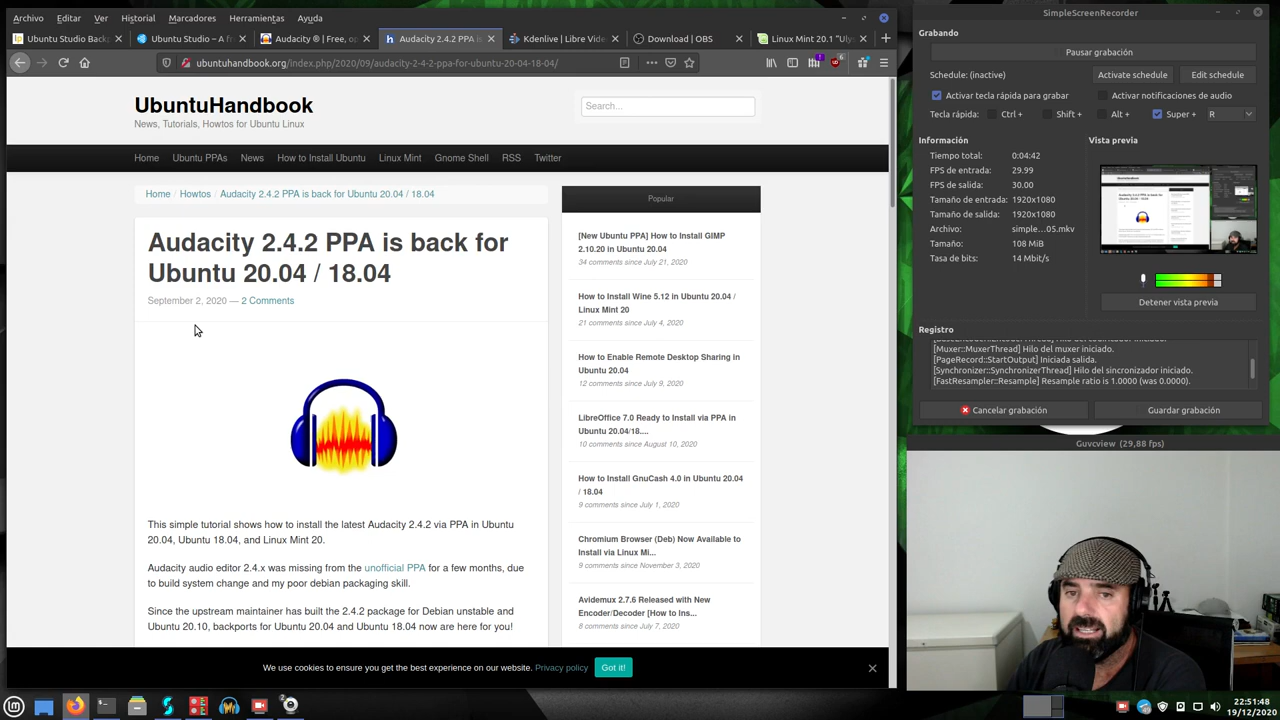 Archivo Editar Ver Historial Marcadores Herramientas Ayuda
Ubuntu Studio Backp
Ubuntu Studio – A fr
Audacity ® | Free, o
Audacity 2.4.2 PPA is
Kdenlive | Libre Vide
Download | OBS
Linux Mint 20.1 "Uly
ubuntuhandbook.org/index.php/2020/09/audacity-2-4-2-ppa-for-ubuntu-20-04-18-04/
UbuntuHandbook
News, Tutorials, Howtos for Ubuntu Linux
Search...
Home Ubuntu PPAs News How to Install Ubuntu Linux Mint Gnome Shell RSS Twitter
Home / Howtos / Audacity 2.4.2 PPA is back for Ubuntu 20.04 / 18.04
Audacity 2.4.2 PPA is back for
Ubuntu 20.04 / 18.04
September 2, 2020 — 2 Comments
This simple tutorial shows how to install the latest Audacity 2.4.2 via PPA in Ubuntu
20.04, Ubuntu 18.04, and Linux Mint 20.
Audacity audio editor 2.4.x was missing from the unofficial PPA for a few months, due
to build system change and my poor debian packaging skill.
Since the upstream maintainer has built the 2.4.2 package for Debian unstable and
Ubuntu 20.10, backports for Ubuntu 20.04 and Ubuntu 18.04 now are here for you!
Popular
[New Ubuntu PPA] How to Install GIMP
2.10.20 in Ubuntu 20.04
34 comments since July 21, 2020
How to Install Wine 5.12 in Ubuntu 20.04 /
Linux Mint 20
21 comments since July 4, 2020
How to Enable Remote Desktop Sharing in
Ubuntu 20.04
12 comments since July 9, 2020
LibreOffice 7.0 Ready to Install via PPA in
Ubuntu 20.04/18....
10 comments since August 10, 2020
How to Install GnuCash 4.0 in Ubuntu 20.04
/ 18.04
9 comments since July 1, 2020
Chromium Browser (Deb) Now Available to
Install via Linux Mi...
9 comments since November 3, 2020
Avidemux 2.7.6 Released with New
Encoder/Decoder [How to Ins...
8 comments since July 7, 2020
We use cookies to ensure you get the best experience on our website. Privacy policy Got it!
SimpleScreenRecorder
Grabando
Pausar grabación
Schedule: (inactive) Activate schedule Edit schedule
Activar tecla rápida para grabar Activar notificaciones de audio
Tecla rápida: Ctrl + Shift + Alt + Super + R
Información
Tiempo total: 0:04:42
FPS de entrada: 29.99
FPS de salida: 30.00
Tamaño de entrada: 1920x1080
Tamaño de salida: 1920x1080
Archivo: simple…05.mkv
Tamaño: 108 MiB
Tasa de bits: 14 Mbit/s
Vista previa
Detener vista previa
Registro
[Muxer::MuxerThread] Hilo del muxer iniciado.
[PageRecord::StartOutput] Iniciada salida.
[Synchronizer::SynchronizerThread] Hilo del sincronizador iniciado.
[FastResampler::Resample] Resample ratio is 1.0000 (was 0.0000).
Cancelar grabación Guardar grabación
Guvcview (29,88 fps)
22:51:48
19/12/2020